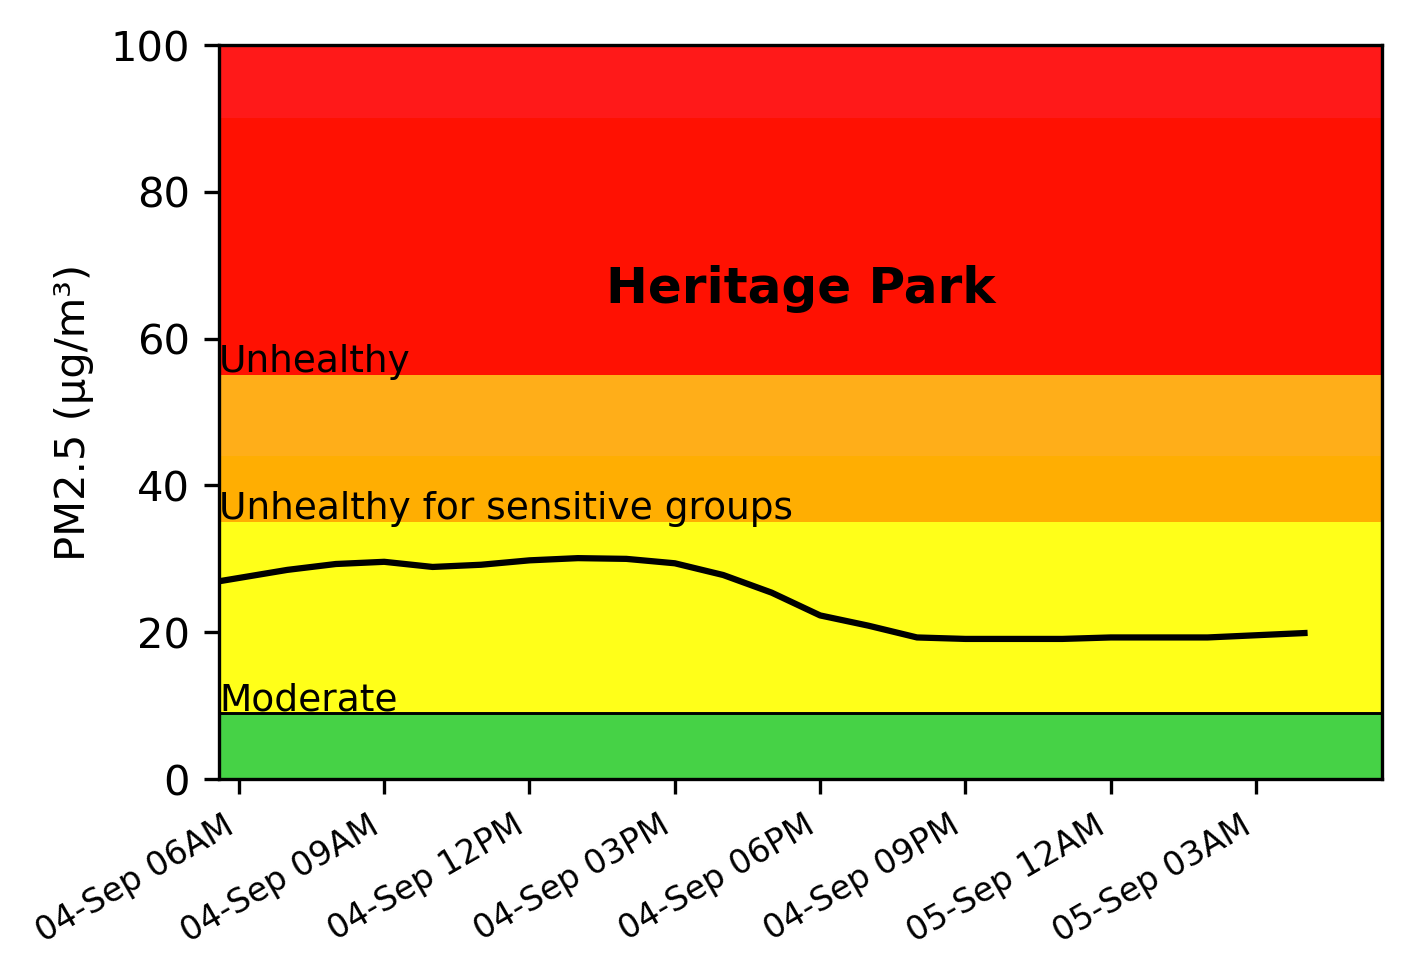 100
80
60
40
20
0
PM2.5 (µg/m³)
Heritage Park
Unhealthy
Unhealthy for sensitive groups
Moderate
04-Sep 06AM
04-Sep 09AM
04-Sep 12PM
04-Sep 03PM
04-Sep 06PM
04-Sep 09PM
05-Sep 12AM
05-Sep 03AM